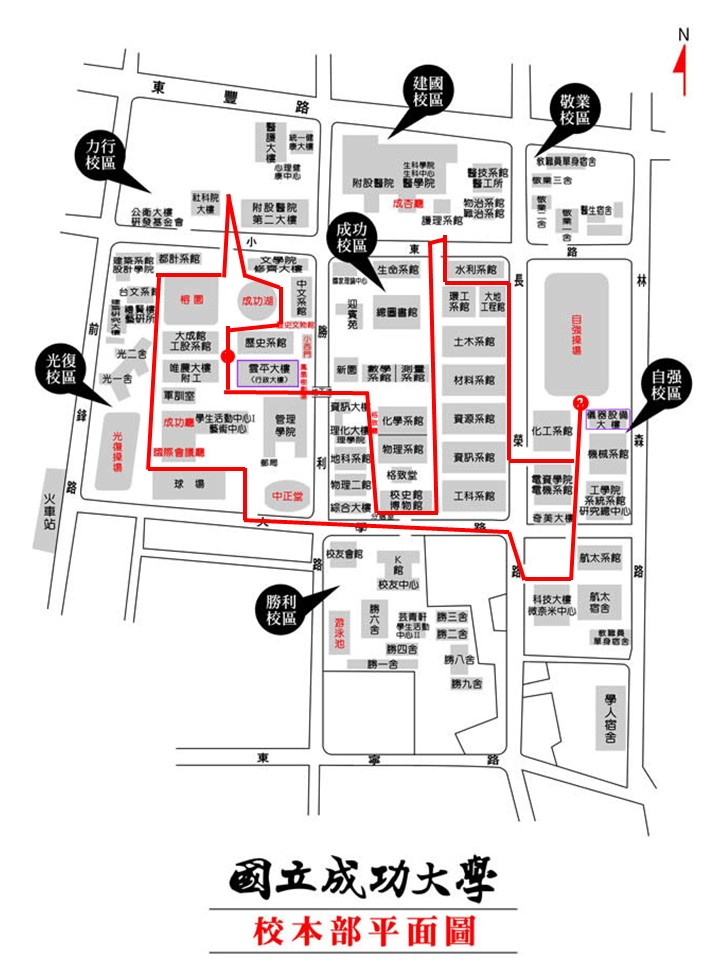 N
東豐路
建國
校區
敬業
校區
力行
校區
醫護大樓
統一健
康大樓
心理健
康中心
生科學院
生科中心
附設醫院
醫學院
醫技系館
醫工所
成杏廳
物治系館
職治系館
護理系館
教職員單身宿舍
敬業三舍
敬業二舍
敬業一舍
醫生宿舍
社科院
大樓
附設醫院
第二大樓
公衛大樓
研發基金會
成功
校區
小東路
建築系館
設計學院
都計系館
文學院
修齊大樓
台文系館
中文系館
榕園
成功湖
歷史文物館
小西門
大成館
工設系館
歷史系館
唯農大樓
附工
雲平大樓
(行政大樓)
光二舍
光一舍
軍訓室
成功廳
學生活動中心I
藝術中心
國際會議廳
管理
學院
郵局
球場
中正堂
光復操場
光復
校區
前鋒路
火車站
勝利路
國家理論中心
生命系館
水利系館
迎賓苑
總圖書館
環工
系館
大地
工程館
土木系館
新園
數學
系館
測量
系館
材料系館
資訊大樓
理化大樓
理學院
化學系館
資源系館
地科系館
物理系館
資訊系館
物理二館
格致堂
綜合大樓
校史館
博物館
工科系館
大學路
長榮路
林森路
自強操場
?
自強
校區
儀器設備
大樓
化工系館
機械系館
電資學院
電機系館
工學院
系統系館
研究總中心
奇美大樓
航太系館
科技大樓
微奈米中心
航太
宿舍
教職員
單身宿舍
學人宿舍
勝利
校區
校友會館
K
館
校友中心
游泳池
勝六舍
芸青軒
學生活動
中心II
勝三舍
勝二舍
勝四舍
勝一舍
勝八舍
勝九舍
東寧路
國立成功大學
校本部平面圖